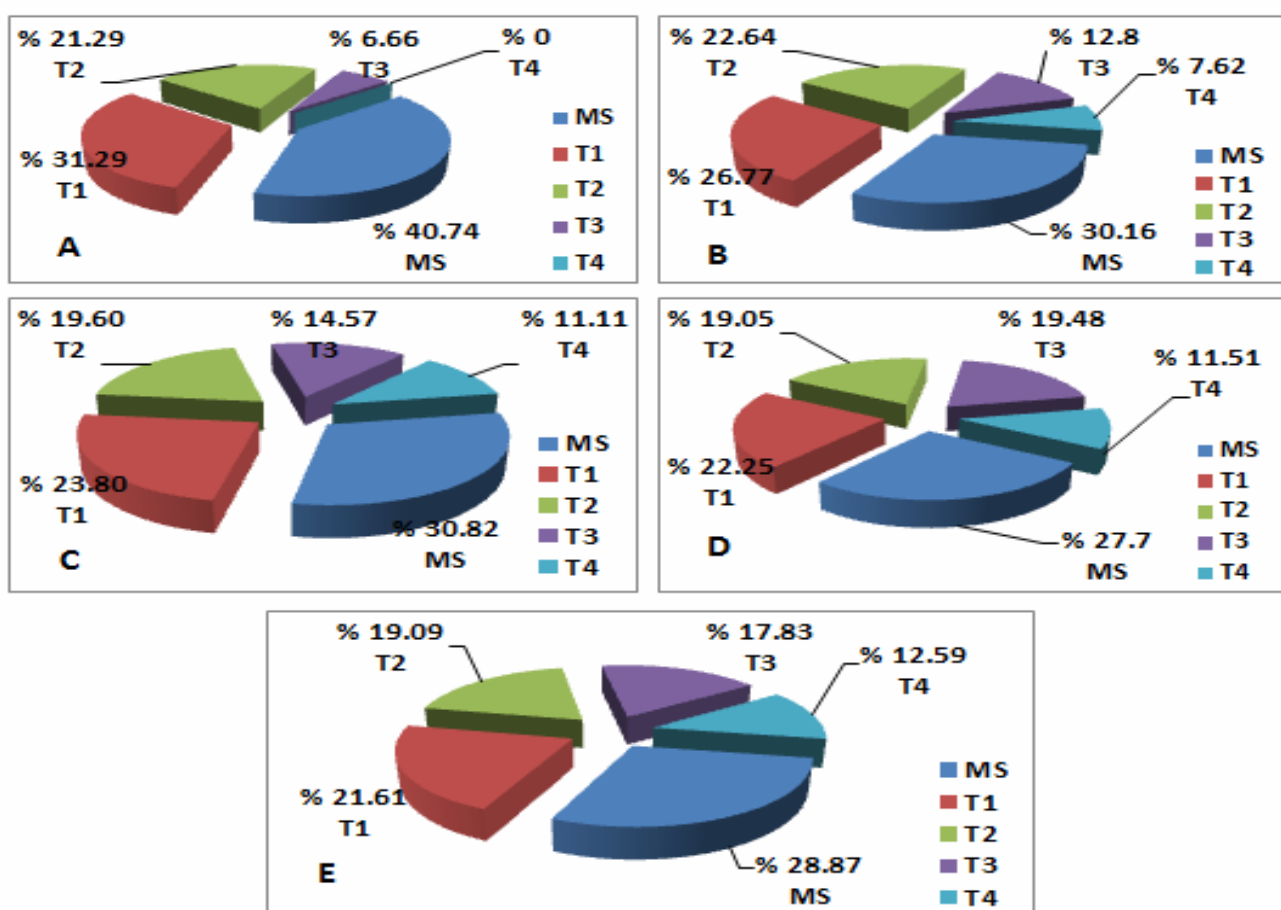 % 21.29
T2
% 6.66
T3
% 0
T4
% 31.29
T1
% 40.74
MS
A
MS
T1
T2
T3
T4
% 22.64
T2
% 12.8
T3
% 7.62
T4
% 26.77
T1
% 30.16
MS
B
MS
T1
T2
T3
T4
% 19.60
T2
% 14.57
T3
% 11.11
T4
% 23.80
T1
% 30.82
MS
C
MS
T1
T2
T3
T4
% 19.05
T2
% 19.48
T3
% 11.51
T4
% 22.25
T1
% 27.7
MS
D
MS
T1
T2
T3
T4
% 19.09
T2
% 17.83
T3
% 12.59
T4
% 21.61
T1
% 28.87
MS
E
MS
T1
T2
T3
T4